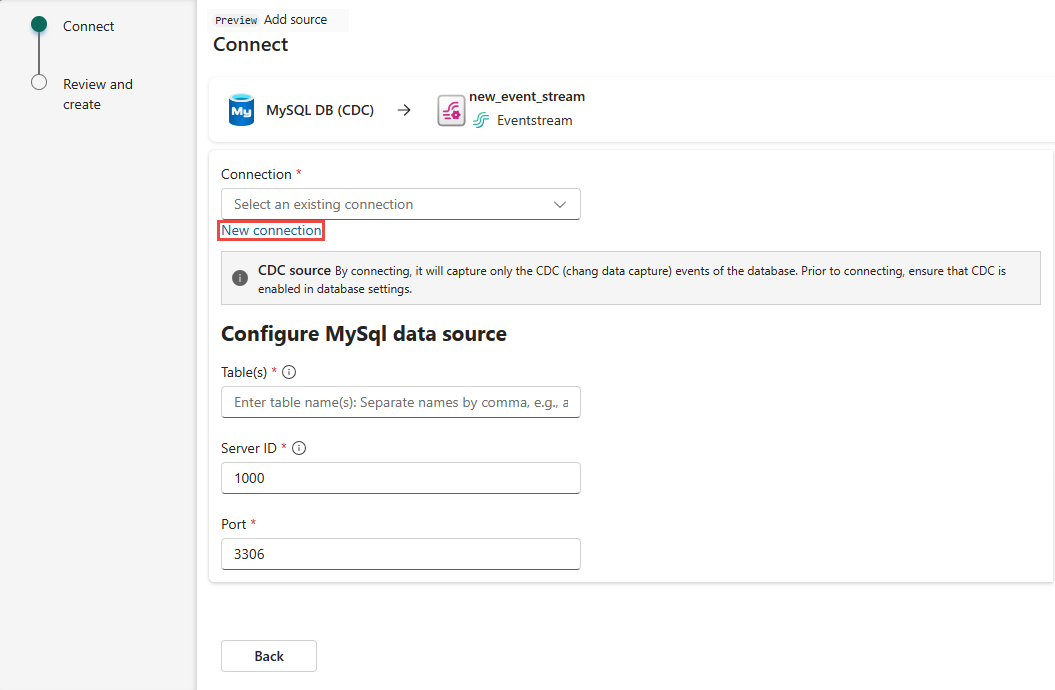 Connect
Review and
create
Preview Add source
Connect
My MySQL DB (CDC)
new_event_stream
Eventstream
Connection *
Select an existing connection
New connection
CDC source By connecting, it will capture only the CDC (chang data capture) events of the database. Prior to connecting, ensure that CDC is
enabled in database settings.
Configure MySql data source
Table(s) *
Enter table name(s): Separate names by comma, e.g., a
Server ID *
1000
Port *
3306
Back